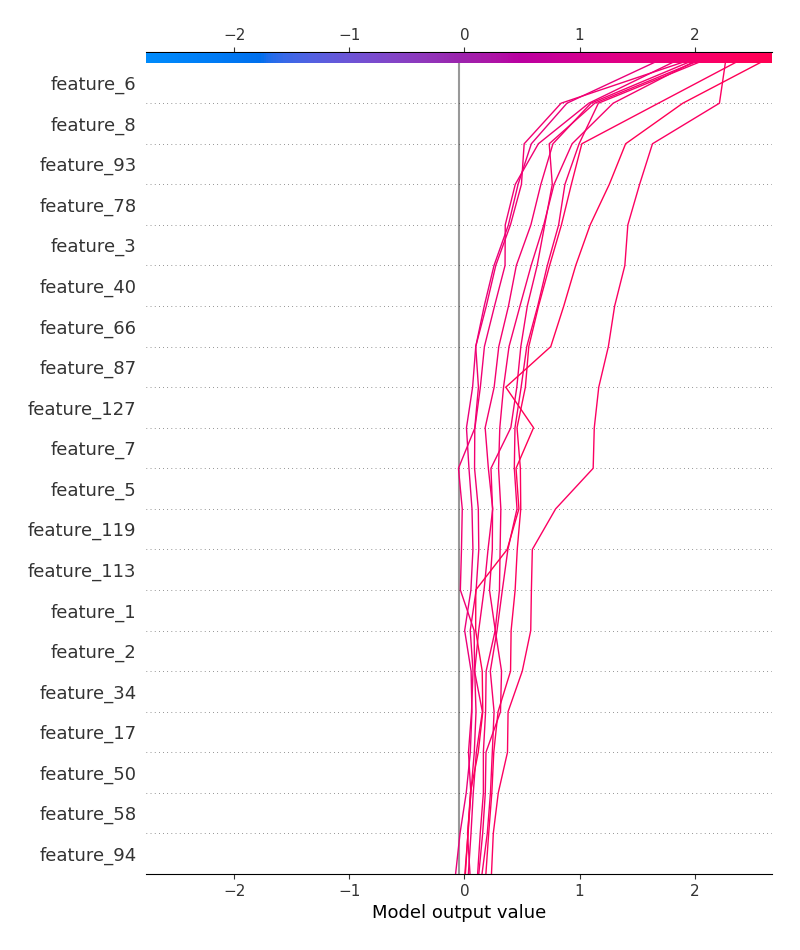 −2 −1 0 1 2
feature_6
feature_8
feature_93
feature_78
feature_3
feature_40
feature_66
feature_87
feature_127
feature_7
feature_5
feature_119
feature_113
feature_1
feature_2
feature_34
feature_17
feature_50
feature_58
feature_94
−2 −1 0 1 2
Model output value